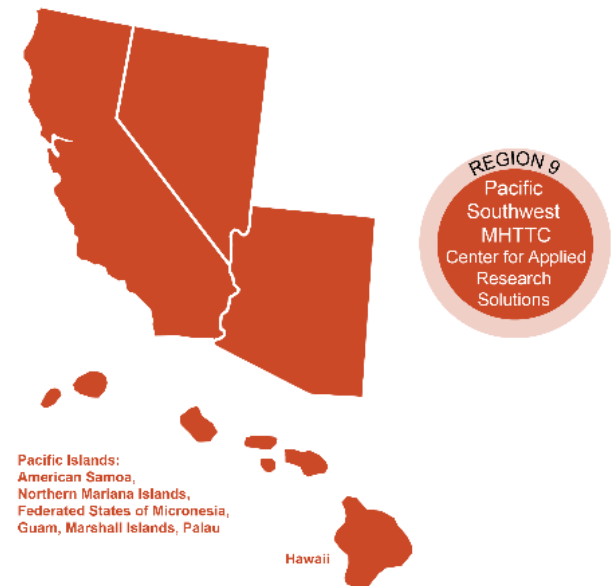 REGION 9
Pacific
Southwest
MHTTC
Center for Applied
Research
Solutions
Pacific Islands:
American Samoa,
Northern Mariana Islands,
Federated States of Micronesia,
Guam, Marshall Islands, Palau
Hawaii